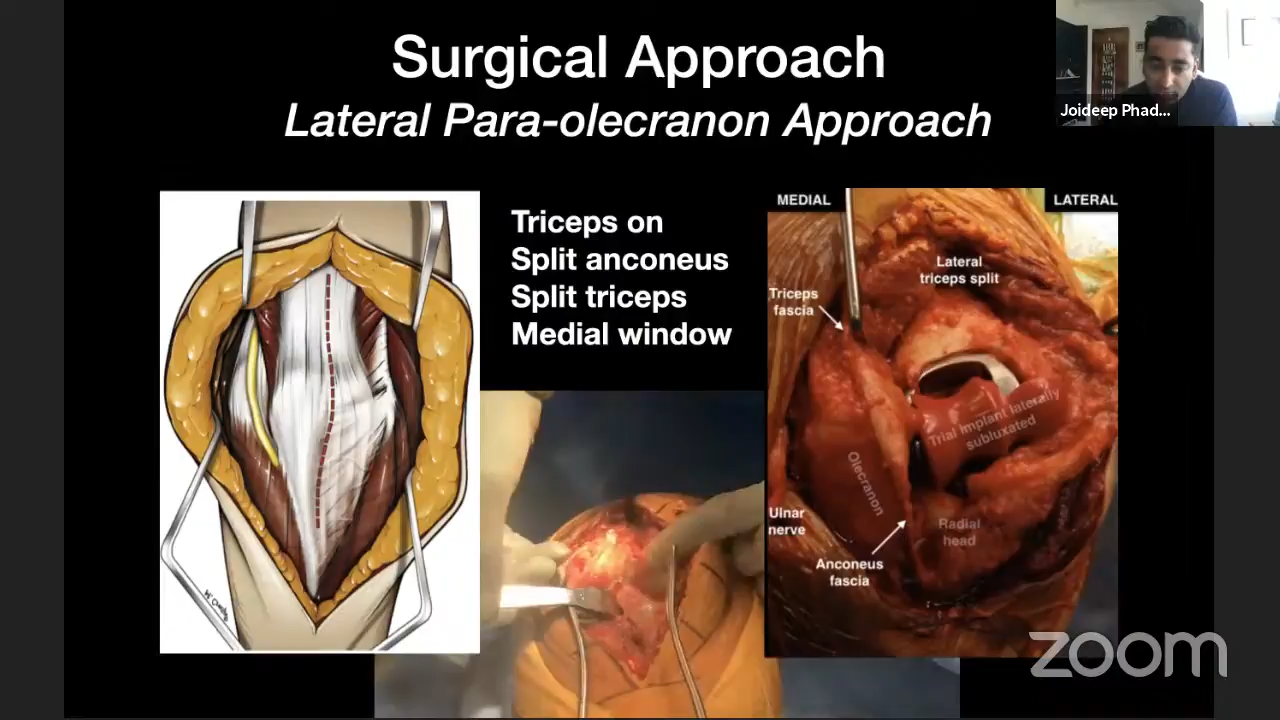 Surgical Approach
Lateral Para-olecranon Approach
Joideep Phad...
Triceps on
Split anconeus
Split triceps
Medial window
MEDIAL
LATERAL
Lateral
triceps split
Triceps
fascia
Trial Implant laterally
subluxated
Olecranon
Ulnar
nerve
Radial
head
Anconeus
fascia
zoom